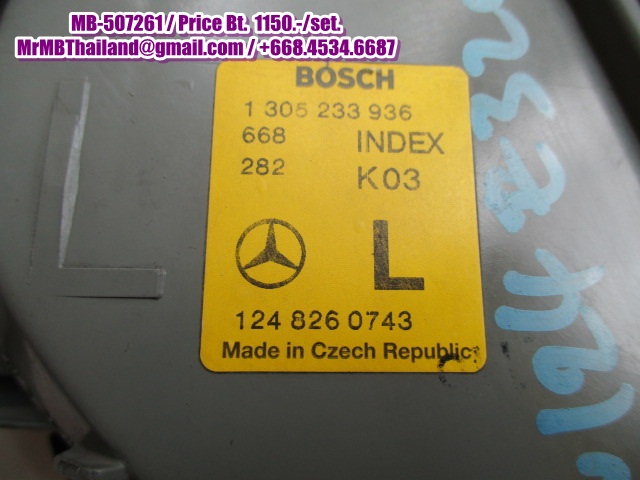 MB-507261 / Price Bt. 1150.-/set.
MrMBThailand@gmail.com / +668.4534.6687
BOSCH
1 305 233 936
668 INDEX
282 K03
L
124 826 0743
Made in Czech Republic
L